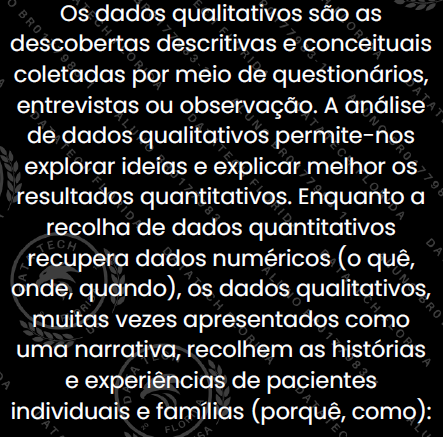 Os dados qualitativos são as
descobertas descritivas e conceituais
coletadas por meio de questionários,
entrevistas ou observação. A análise
de dados qualitativos permite-nos
explorar ideias e explicar melhor os
resultados quantitativos. Enquanto a
recolha de dados quantitativos
recupera dados numéricos (o quê,
onde, quando), os dados qualitativos,
muitas vezes apresentados como
uma narrativa, recolhem as histórias
e experiências de pacientes
individuais e famílias (porquê, como):